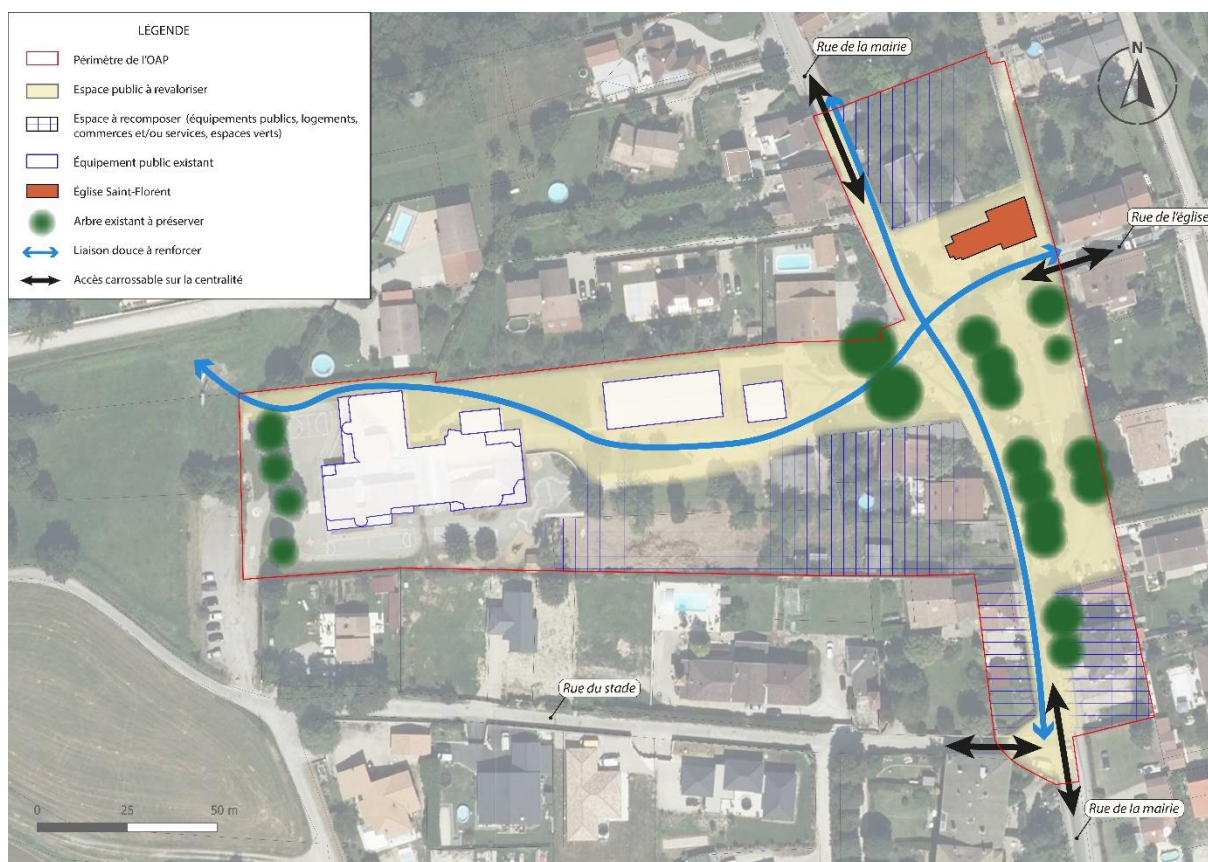 LÉGENDE
Périmètre de l'OAP
Espace public à revaloriser
Espace à recomposer (équipements publics, logements,
commerces et/ou services, espaces verts)
Équipement public existant
Église Saint-Florent
Arbre existant à préserver
Liaison douce à renforcer
Accès carrossable sur la centralité
Rue de la mairie
N
Rue de l'église
Rue du stade
Rue de la mairie
0 25 50 m